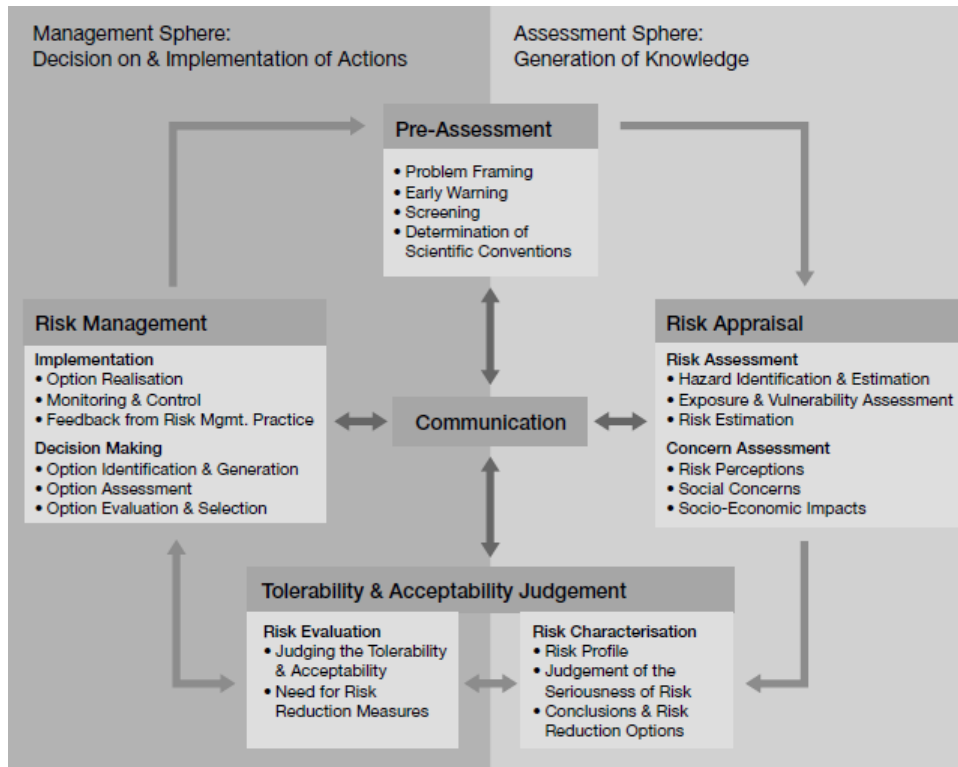 Management Sphere:
Decision on & Implementation of Actions
Assessment Sphere:
Generation of Knowledge
Pre-Assessment
• Problem Framing
• Early Warning
• Screening
• Determination of
Scientific Conventions
Risk Management
Implementation
• Option Realisation
• Monitoring & Control
• Feedback from Risk Mgmt. Practice
Decision Making
• Option Identification & Generation
• Option Assessment
• Option Evaluation & Selection
Communication
Risk Appraisal
Risk Assessment
• Hazard Identification & Estimation
• Exposure & Vulnerability Assessment
• Risk Estimation
Concern Assessment
• Risk Perceptions
• Social Concerns
• Socio-Economic Impacts
Tolerability & Acceptability Judgement
Risk Evaluation
• Judging the Tolerability
& Acceptability
• Need for Risk
Reduction Measures
Risk Characterisation
• Risk Profile
• Judgement of the
Seriousness of Risk
• Conclusions & Risk
Reduction Options